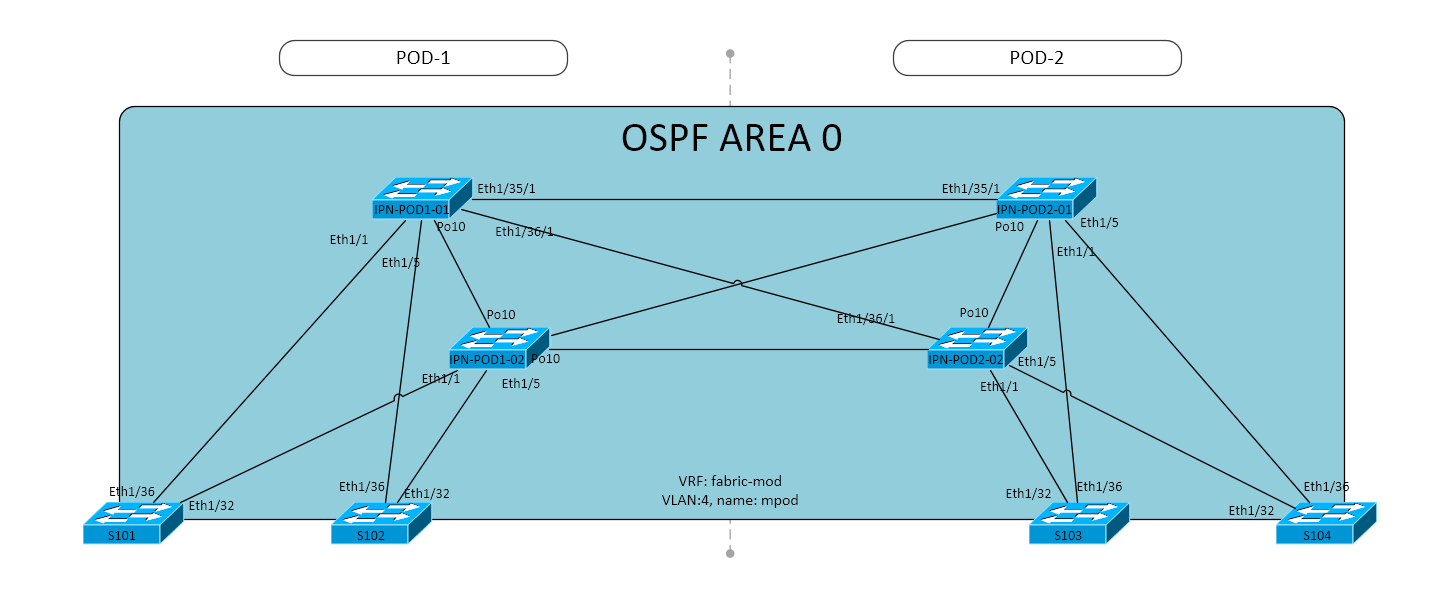 POD-1
POD-2
OSPF AREA 0
Eth1/35/1
Eth1/35/1
IPN-POD1-01
IPN-POD2-01
Po10
Po10
Eth1/5
Eth1/1
Eth1/36/1
Eth1/5
Eth1/1
Po10
Po10
Eth1/36/1
IPN-POD1-02
Po10
IPN-POD2-02
Eth1/5
Eth1/1
Eth1/5
Eth1/1
VRF: fabric-mod
VLAN:4, name: mpod
Eth1/36
Eth1/32
Eth1/36
Eth1/32
Eth1/32
Eth1/36
Eth1/36
Eth1/32
S101
S102
S103
S104